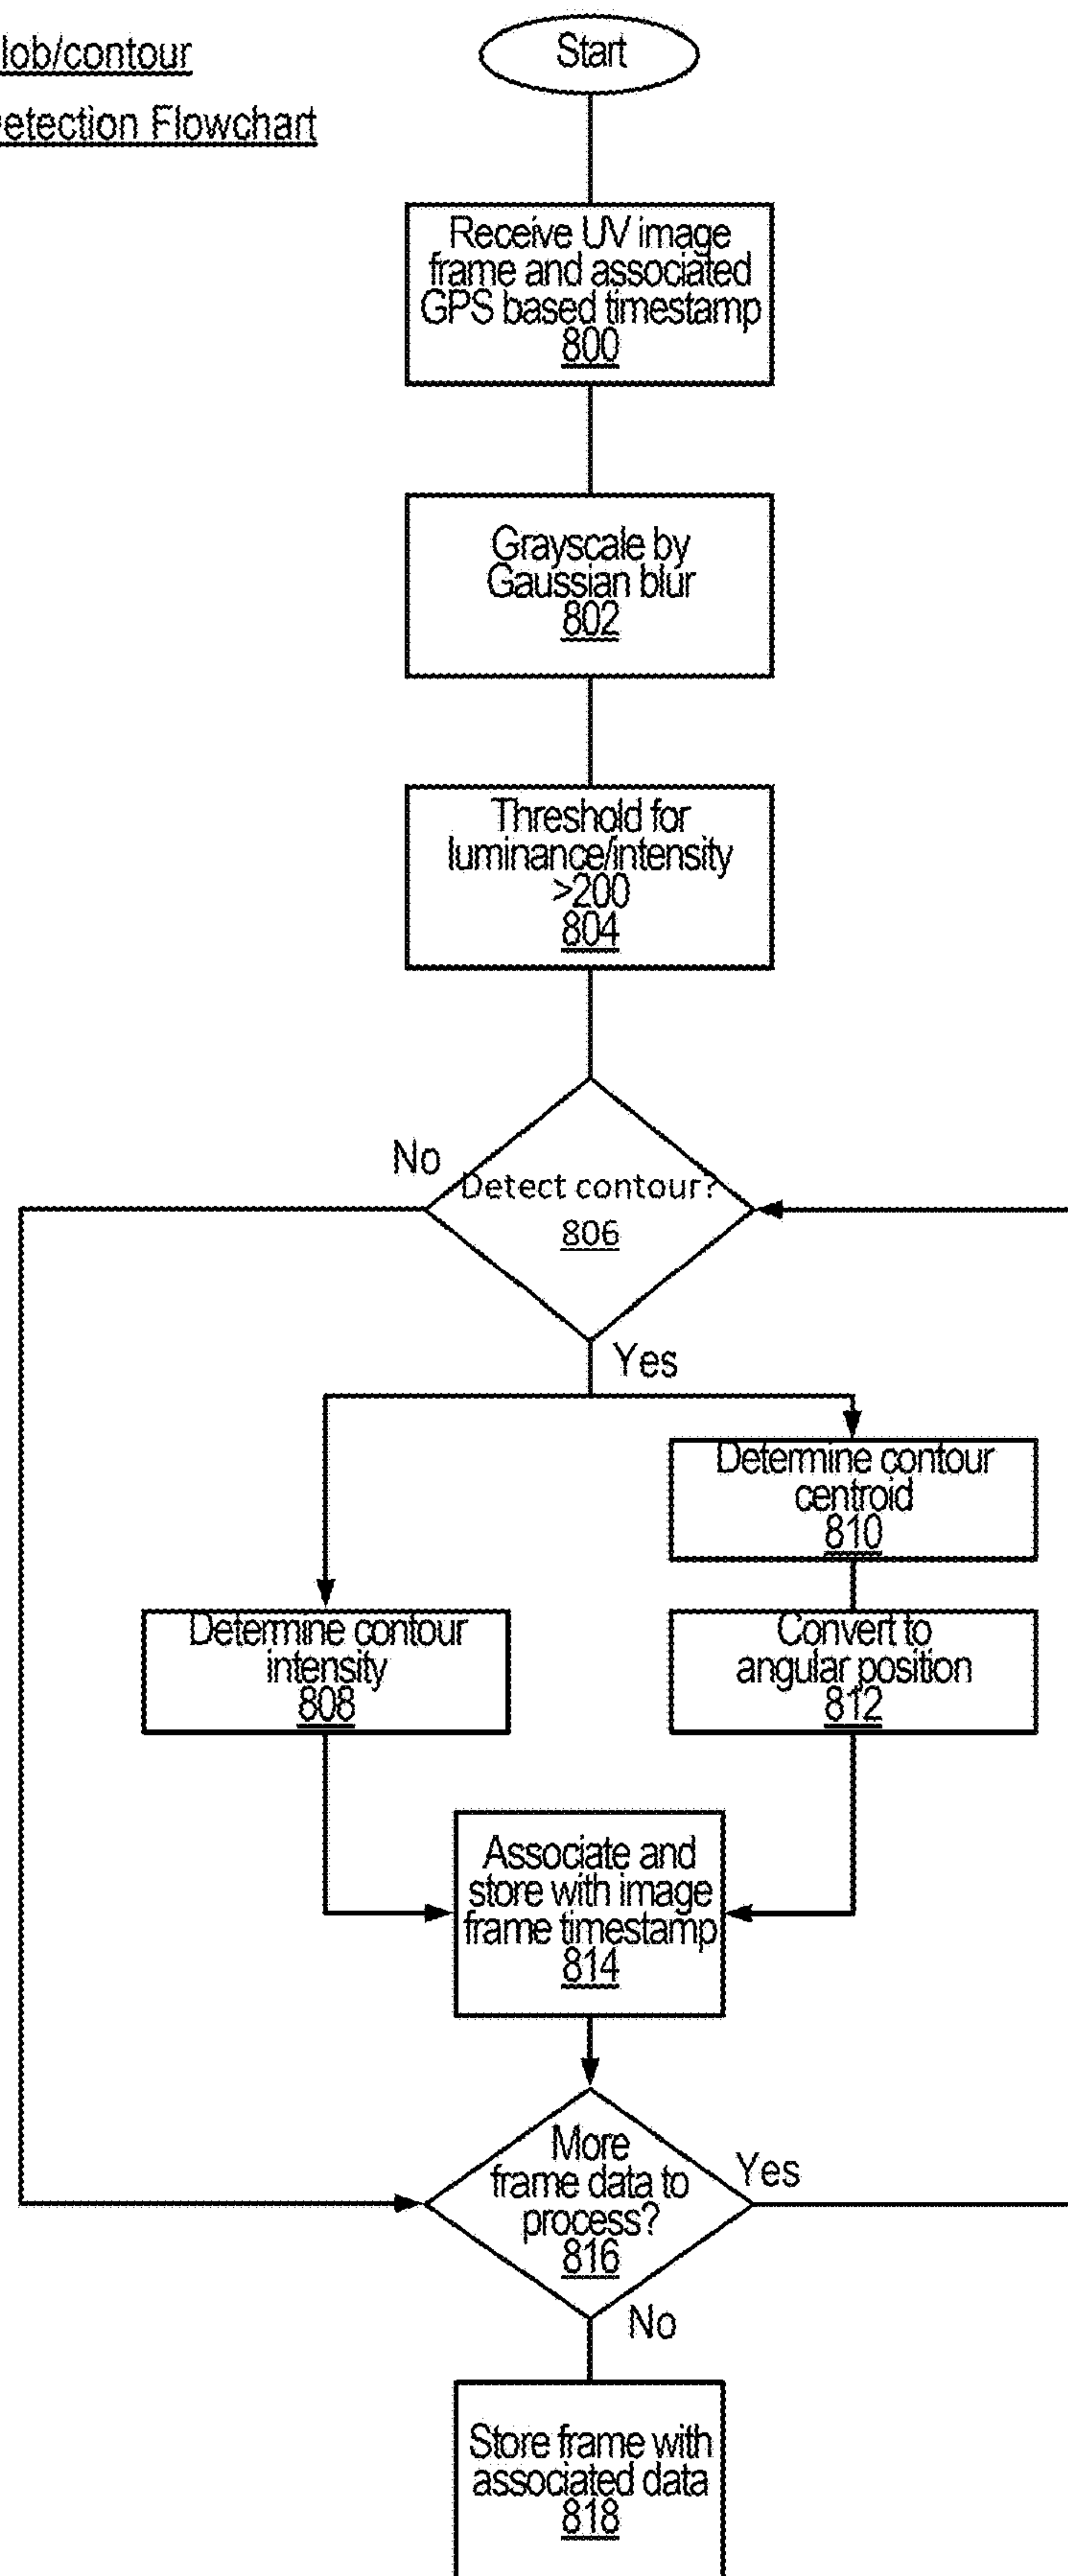 lob/contour
etection Flowchart
Start
Receive UV image
frame and associated
GPS based timestamp
800
Grayscale by
Gaussian blur
802
Threshold for
luminance/intensity
>200
804
No
Detect contour?
806
Yes
Determine contour
centroid
810
Determine contour
intensity
808
Convert to
angular position
812
Associate and
store with image
frame timestamp
814
More
frame data to
process?
816
Yes
No
Store frame with
associated data
818